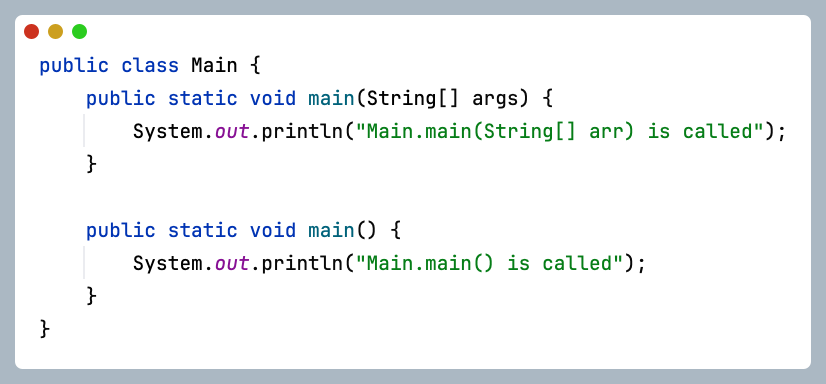 public class Main {
    public static void main(String[] args) {
        System.out.println("Main.main(String[] arr) is called");
    }

    public static void main() {
        System.out.println("Main.main() is called");
    }
}